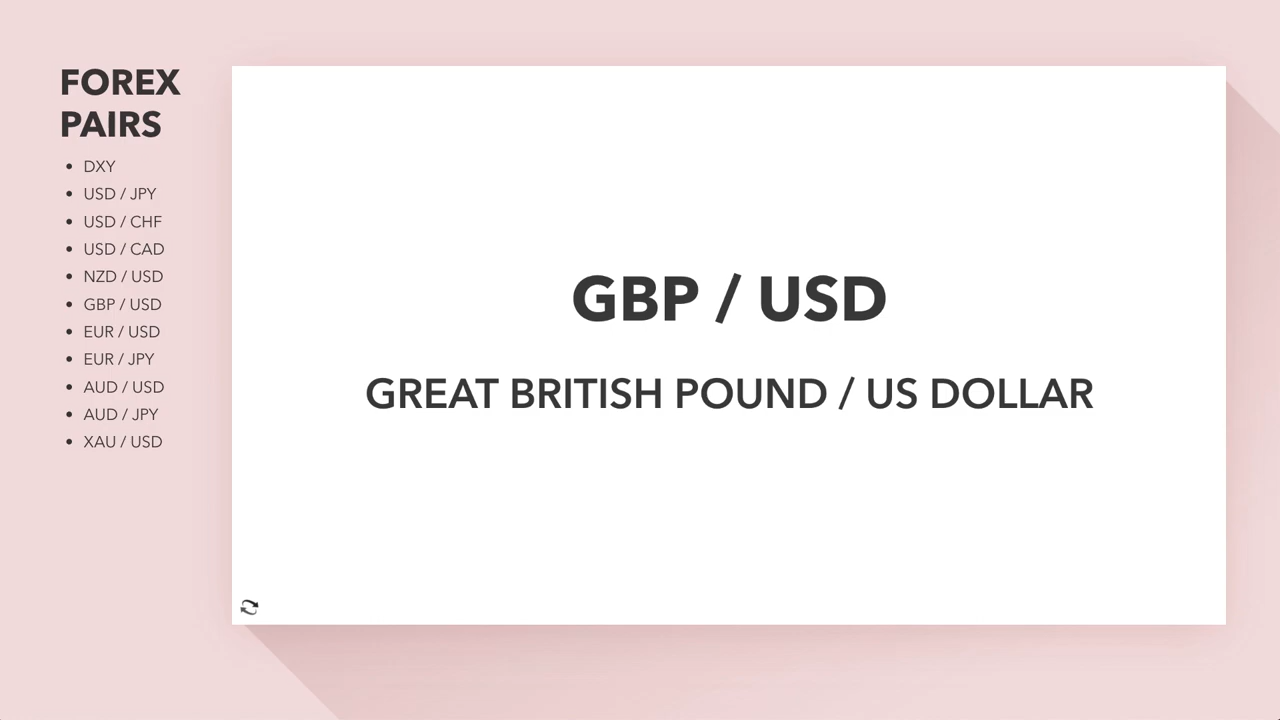 FOREX
PAIRS
• DXY
• USD / JPY
• USD / CHF
• USD / CAD
• NZD / USD
• GBP / USD
• EUR / USD
• EUR / JPY
• AUD / USD
• AUD / JPY
• XAU / USD
GBP / USD
GREAT BRITISH POUND / US DOLLAR